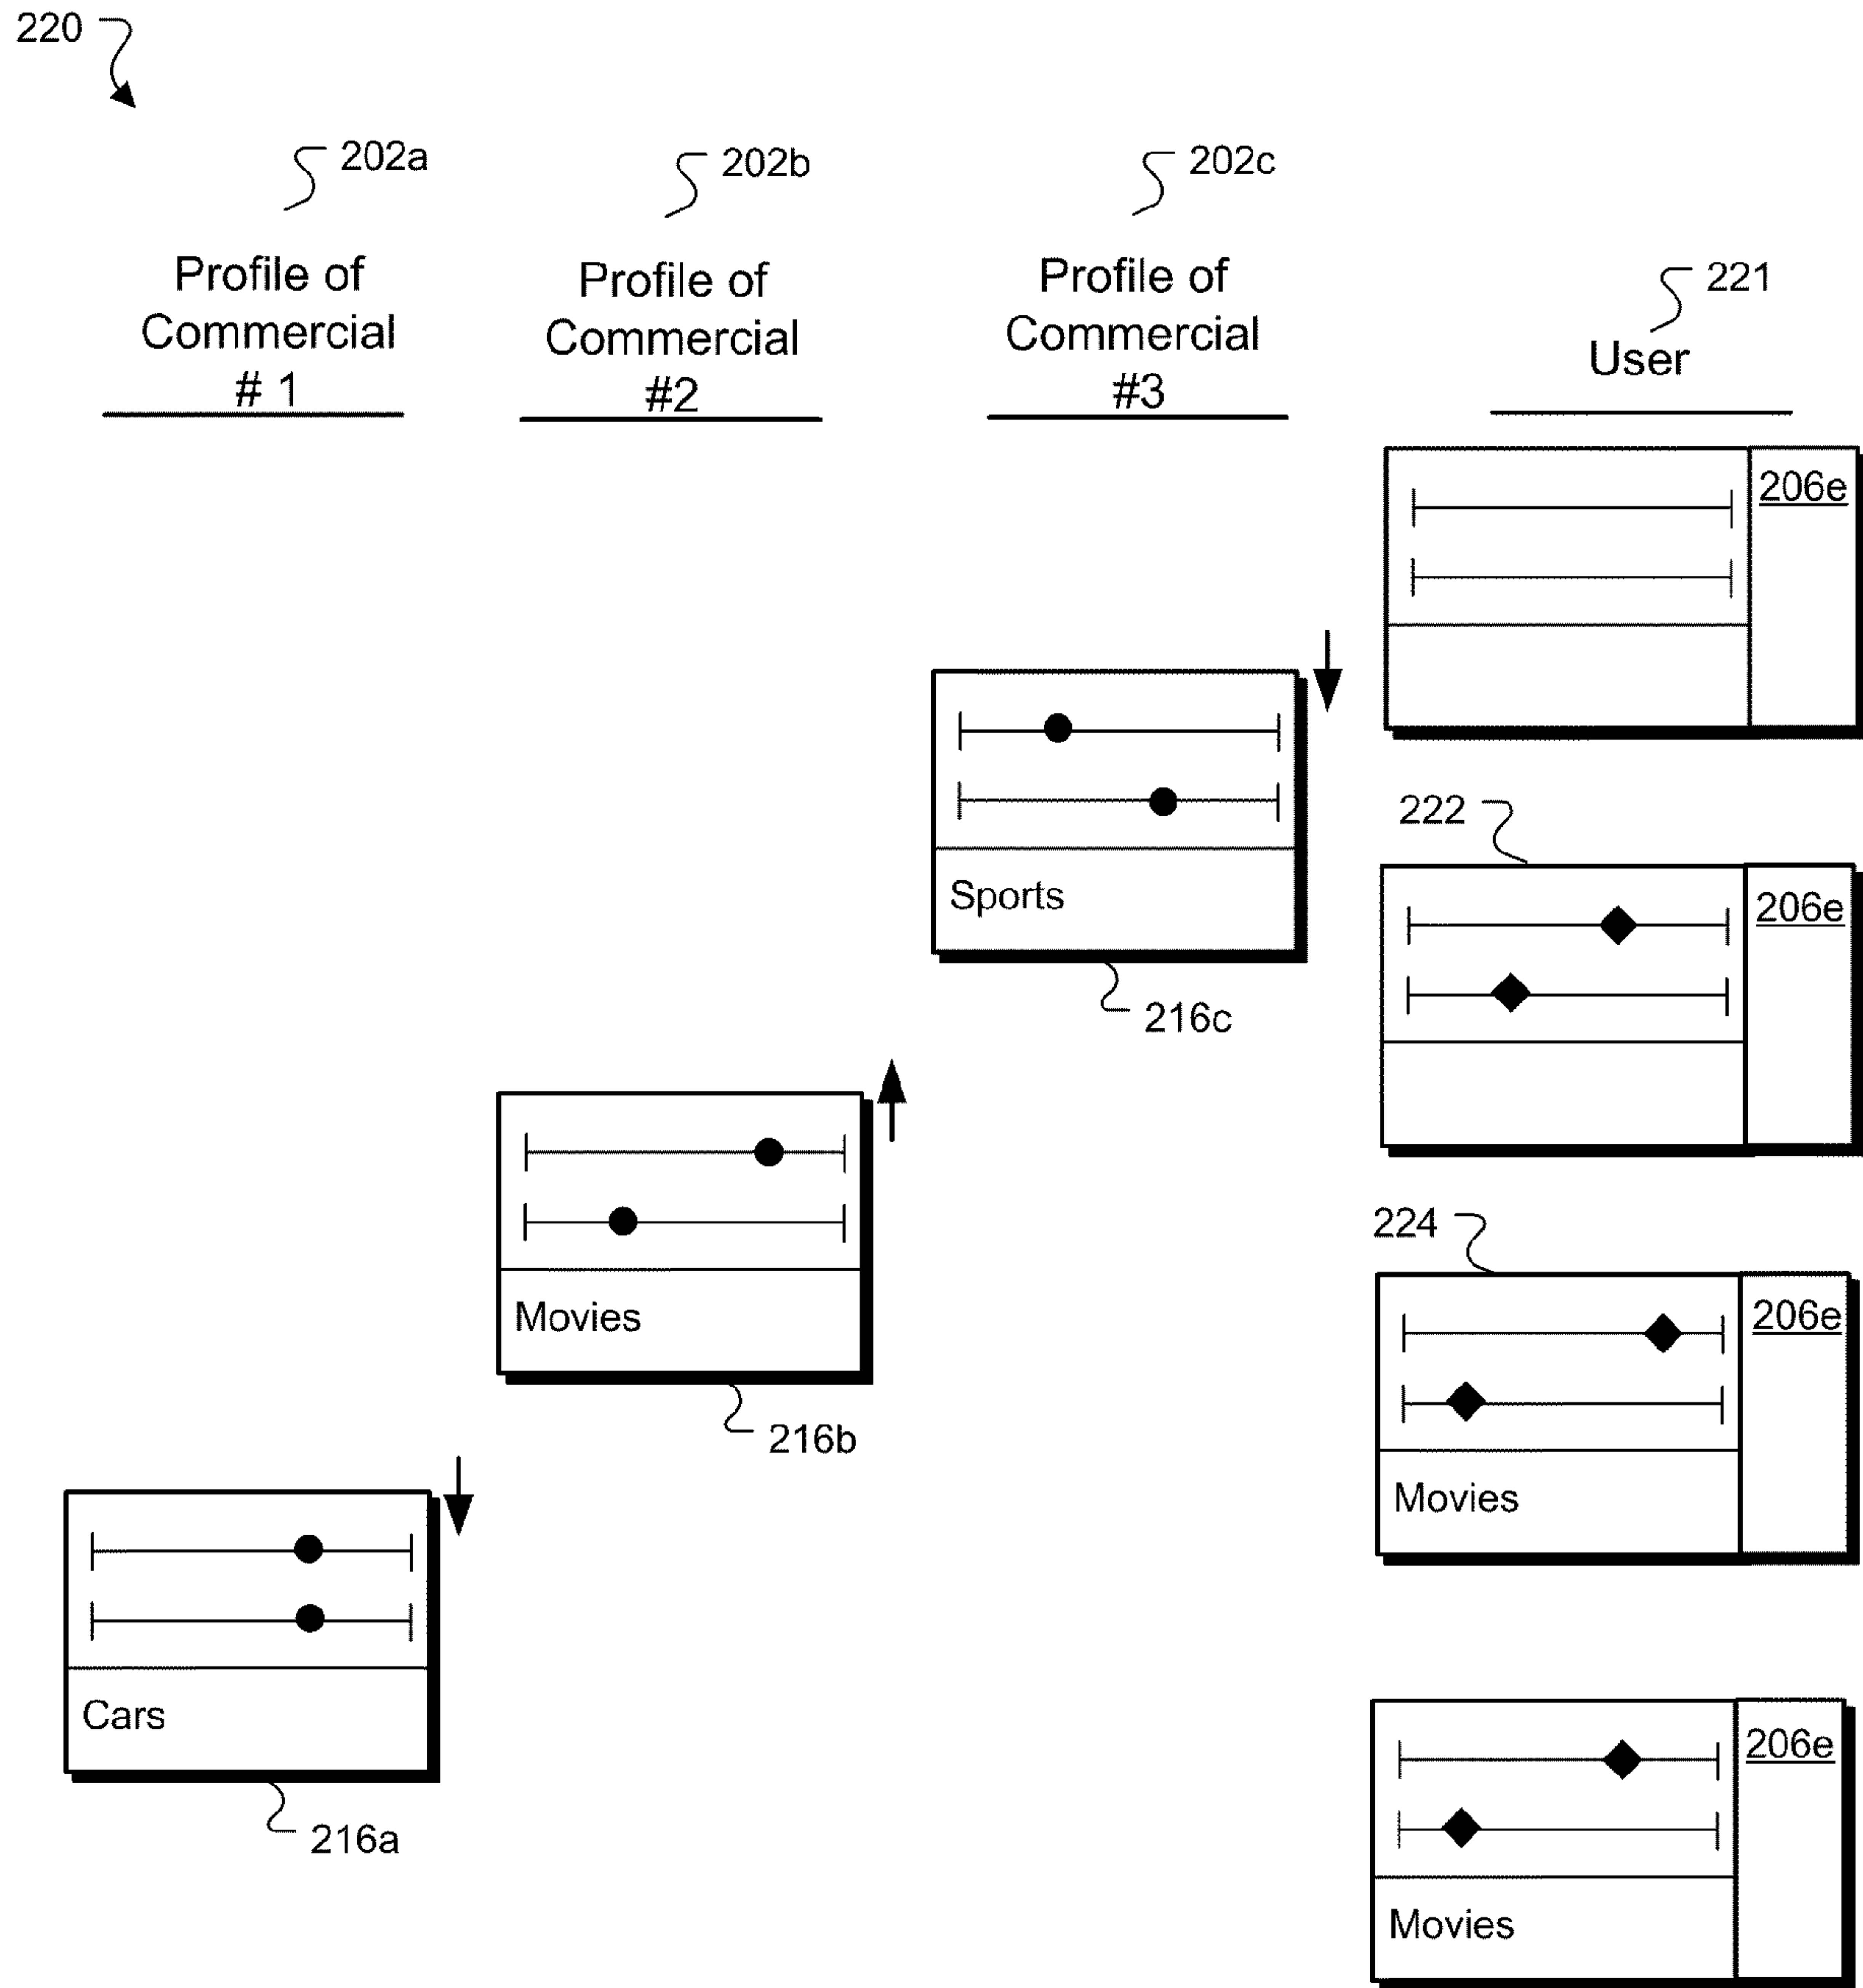 220
202a
202b
202c
221
Profile of
Commercial
# 1
Profile of
Commercial
#2
Profile of
Commercial
#3
User
206e
Sports
216c
222
206e
Movies
216b
224
206e
Movies
Cars
216a
206e
Movies